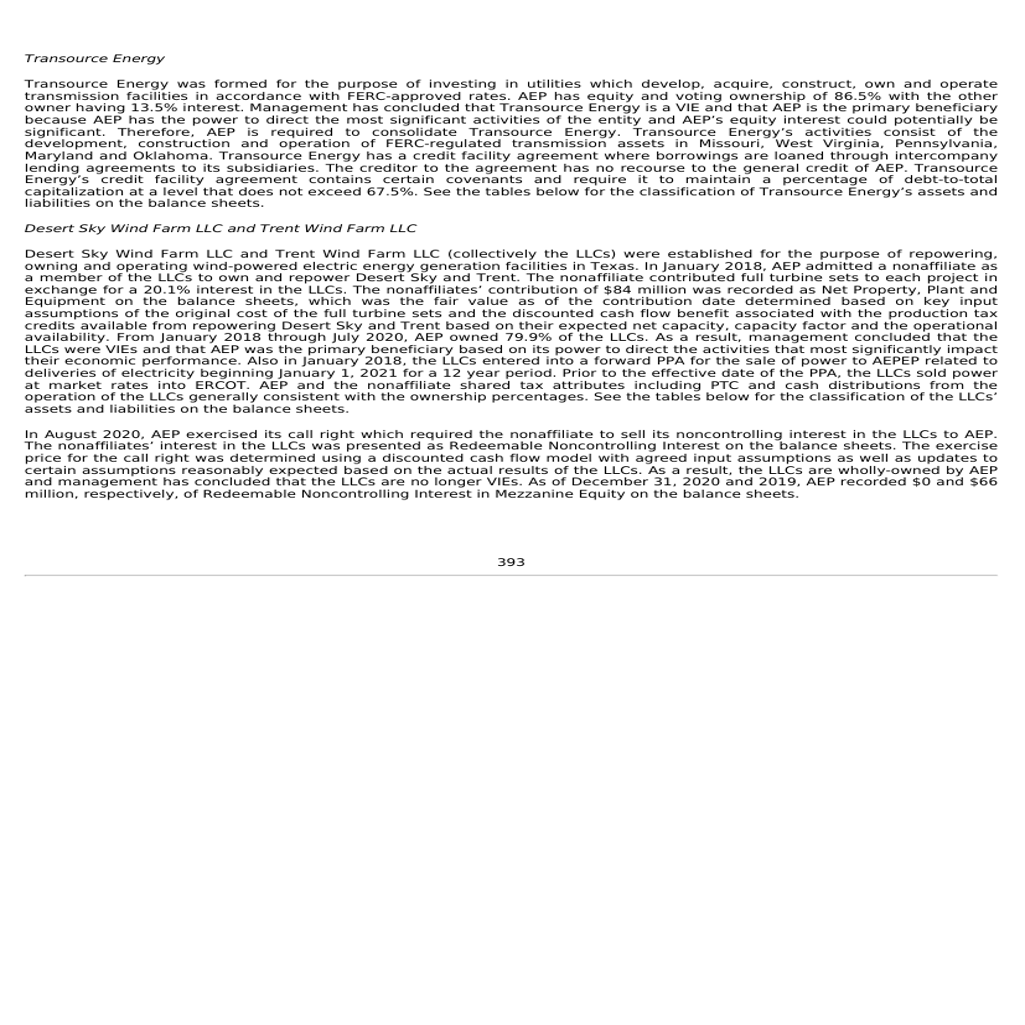 Transource Energy
Transource Energy was formed for the purpose of investing in utilities which develop, acquire, construct, own and operate
transmission facilities in accordance with FERC-approved rates. AEP has equity and voting ownership of 86.5% with the other
owner having 13.5% interest. Management has concluded that Transource Energy is a VIE and that AEP is the primary beneficiary
because AEP has the power to direct the most significant activities of the entity and AEP’s equity interest could potentially be
significant. Therefore, AEP is required to consolidate Transource Energy. Transource Energy’s activities consist of the
development, construction and operation of FERC-regulated transmission assets in Missouri, West Virginia, Pennsylvania,
Maryland and Oklahoma. Transource Energy has a credit facility agreement where borrowings are loaned through intercompany
lending agreements to its subsidiaries. The creditor to the agreement has no recourse to the general credit of AEP. Transource
Energy’s credit facility agreement contains certain covenants and require it to maintain a percentage of debt-to-total
capitalization at a level that does not exceed 67.5%. See the tables below for the classification of Transource Energy’s assets and
liabilities on the balance sheets.
Desert Sky Wind Farm LLC and Trent Wind Farm LLC
Desert Sky Wind Farm LLC and Trent Wind Farm LLC (collectively the LLCs) were established for the purpose of repowering,
owning and operating wind-powered electric energy generation facilities in Texas. In January 2018, AEP admitted a nonaffiliate as
a member of the LLCs to own and repower Desert Sky and Trent. The nonaffiliate contributed full turbine sets to each project in
exchange for a 20.1% interest in the LLCs. The nonaffiliates’ contribution of $84 million was recorded as Net Property, Plant and
Equipment on the balance sheets, which was the fair value as of the contribution date determined based on key input
assumptions of the original cost of the full turbine sets and the discounted cash flow benefit associated with the production tax
credits available from repowering Desert Sky and Trent based on their expected net capacity, capacity factor and the operational
availability. From January 2018 through July 2020, AEP owned 79.9% of the LLCs. As a result, management concluded that the
LLCs were VIEs and that AEP was the primary beneficiary based on its power to direct the activities that most significantly impact
their economic performance. Also in January 2018, the LLCs entered into a forward PPA for the sale of power to AEPEP related to
deliveries of electricity beginning January 1, 2021 for a 12 year period. Prior to the effective date of the PPA, the LLCs sold power
at market rates into ERCOT. AEP and the nonaffiliate shared tax attributes including PTC and cash distributions from the
operation of the LLCs generally consistent with the ownership percentages. See the tables below for the classification of the LLCs’
assets and liabilities on the balance sheets.
In August 2020, AEP exercised its call right which required the nonaffiliate to sell its noncontrolling interest in the LLCs to AEP.
The nonaffiliates’ interest in the LLCs was presented as Redeemable Noncontrolling Interest on the balance sheets. The exercise
price for the call right was determined using a discounted cash flow model with agreed input assumptions as well as updates to
certain assumptions reasonably expected based on the actual results of the LLCs. As a result, the LLCs are wholly-owned by AEP
and management has concluded that the LLCs are no longer VIEs. As of December 31, 2020 and 2019, AEP recorded $0 and $66
million, respectively, of Redeemable Noncontrolling Interest in Mezzanine Equity on the balance sheets.
393